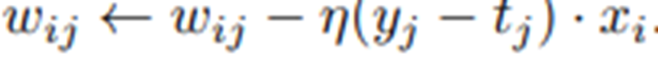 w_{ij} ← w_{ij} − η(y_j − t_j) · x_i.